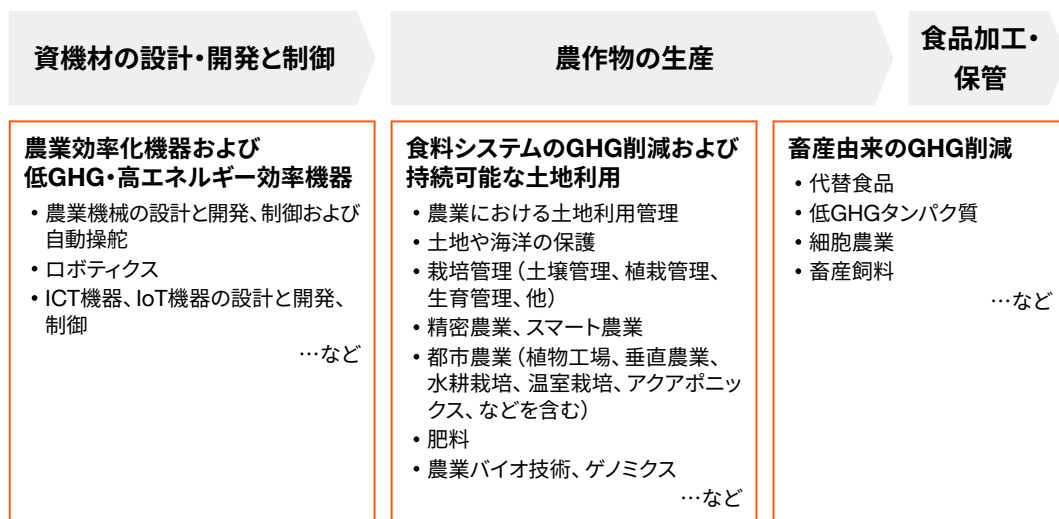 資機材の設計・開発と制御
農作物の生産
食品加工・
保管
農業効率化機器および
低GHG・高エネルギー効率機器
• 農業機械の設計と開発、制御および
自動操舵
• ロボティクス
• ICT機器、IoT機器の設計と開発、
制御
…など
食料システムのGHG削減および
持続可能な土地利用
• 農業における土地利用管理
• 土地や海洋の保護
• 栽培管理（土壌管理、植栽管理、
生育管理、他）
• 精密農業、スマート農業
• 都市農業（植物工場、垂直農業、
水耕栽培、温室栽培、アクアポニッ
クス、などを含む）
• 肥料
• 農業バイオ技術、ゲノミクス
…など
畜産由来のGHG削減
• 代替食品
• 低GHGタンパク質
• 細胞農業
• 畜産飼料
…など